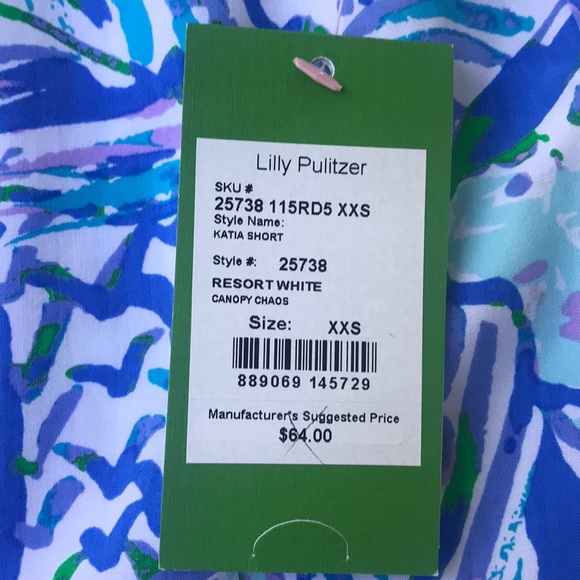 Lilly Pulitzer
SKU #
25738 115RD5 XXS
Style Name:
KATIA SHORT
Style #: 25738
RESORT WHITE
CANOPY CHAOS
Size: XXS
889069 145729
Manufacturer's Suggested Price
$64.00